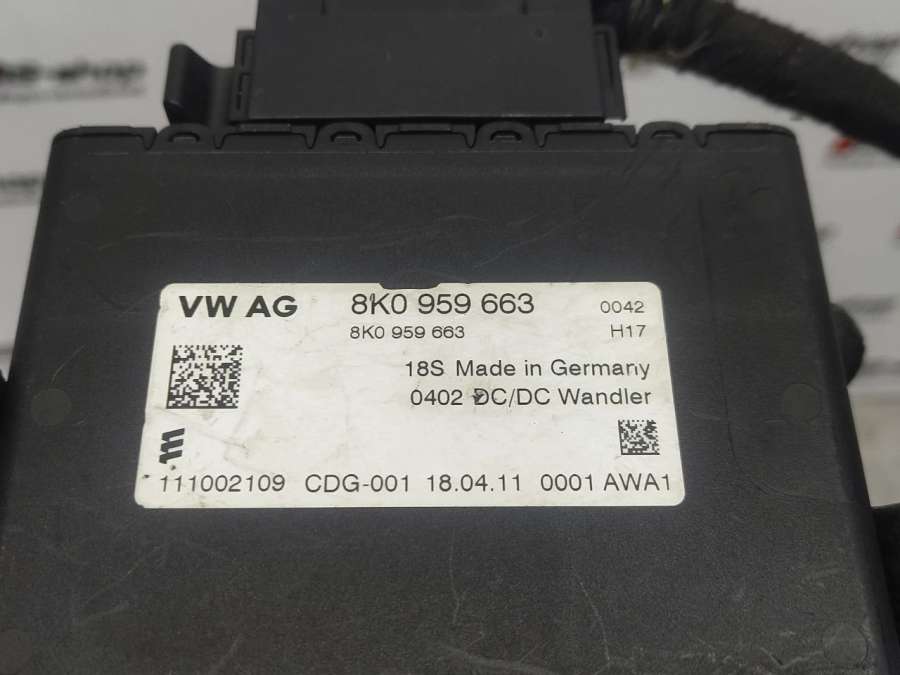 VW AG 8K0 959 663 0042
8K0 959 663 H17
18S Made in Germany
0402 DC/DC Wandler
111002109 CDG-001 18.04.11 0001 AWA1